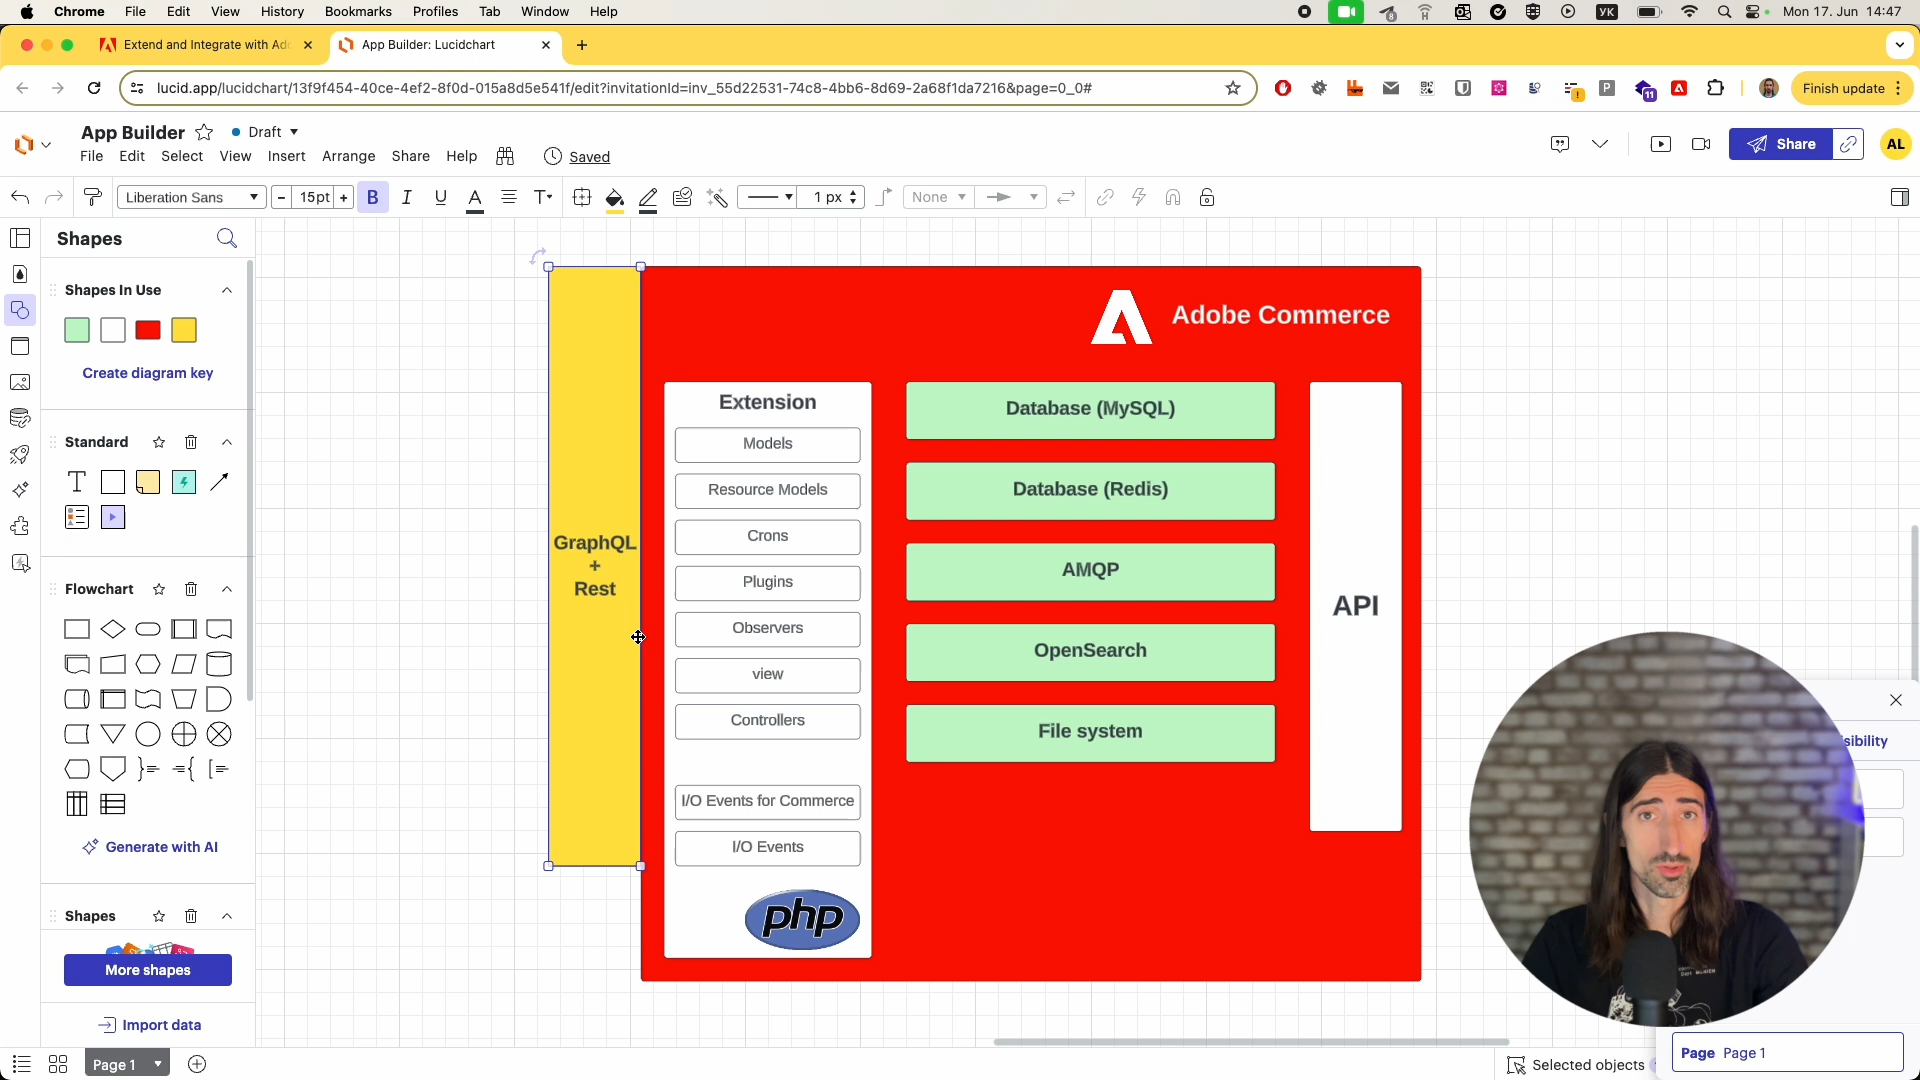 Chrome File Edit View History Bookmarks Profiles Tab Window Help
УК
Mon 17. Jun 14:47
Extend and Integrate with Ad
App Builder: Lucidchart
lucid.app/lucidchart/13f9f454-40ce-4ef2-8f0d-015a8d5e541f/edit?invitationId=inv_55d22531-74c8-4bb6-8d69-2a68f1da7216&page=0_0#
11
Finish update
App Builder
Draft
File Edit Select View Insert Arrange Share Help
Saved
Share
AL
Liberation Sans
- 15pt +
B I U A T
1 px
None
Shapes
Shapes In Use
Create diagram key
Standard
T
Flowchart
Generate with AI
Shapes
More shapes
Import data
Page 1
GraphQL
+
Rest
Adobe Commerce
Extension
Models
Resource Models
Crons
Plugins
Observers
view
Controllers
I/O Events for Commerce
I/O Events
php
Database (MySQL)
Database (Redis)
AMQP
OpenSearch
File system
API
sibility
Selected objects
Page Page 1